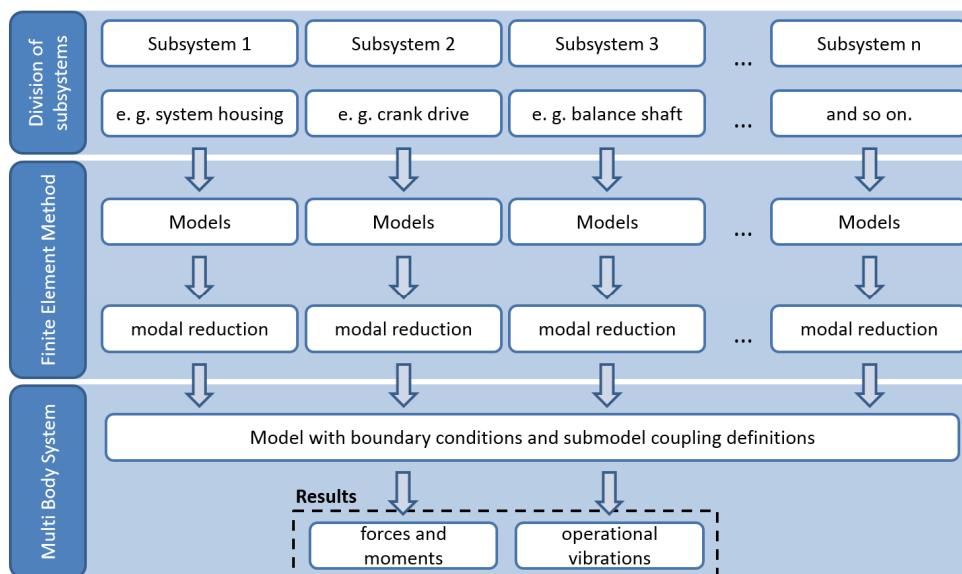 Division of
subsystems
Subsystem 1
Subsystem 2
Subsystem 3
...
Subsystem n
e. g. system housing
e. g. crank drive
e. g. balance shaft
...
and so on.
Finite Element Method
Models
Models
Models
...
Models
modal reduction
modal reduction
modal reduction
...
modal reduction
Multi Body System
Model with boundary conditions and submodel coupling definitions
Results
forces and
moments
operational
vibrations